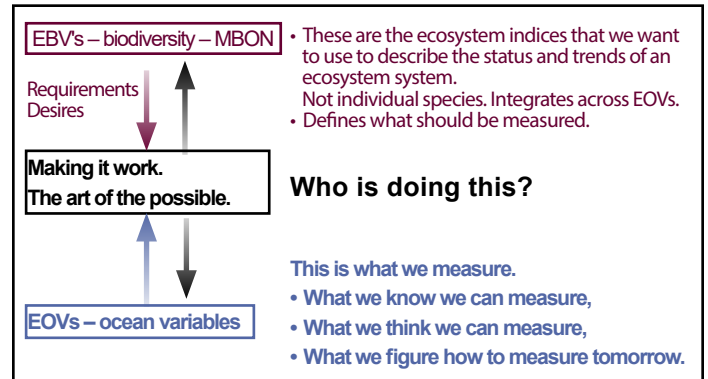 EBV's – biodiversity – MBON
• These are the ecosystem indices that we want
to use to describe the status and trends of an
ecosystem system.
Not individual species. Integrates across EOVs.
• Defines what should be measured.
Requirements
Desires
Making it work.
The art of the possible.
Who is doing this?
This is what we measure.
• What we know we can measure,
• What we think we can measure,
• What we figure how to measure tomorrow.
EOVs – ocean variables